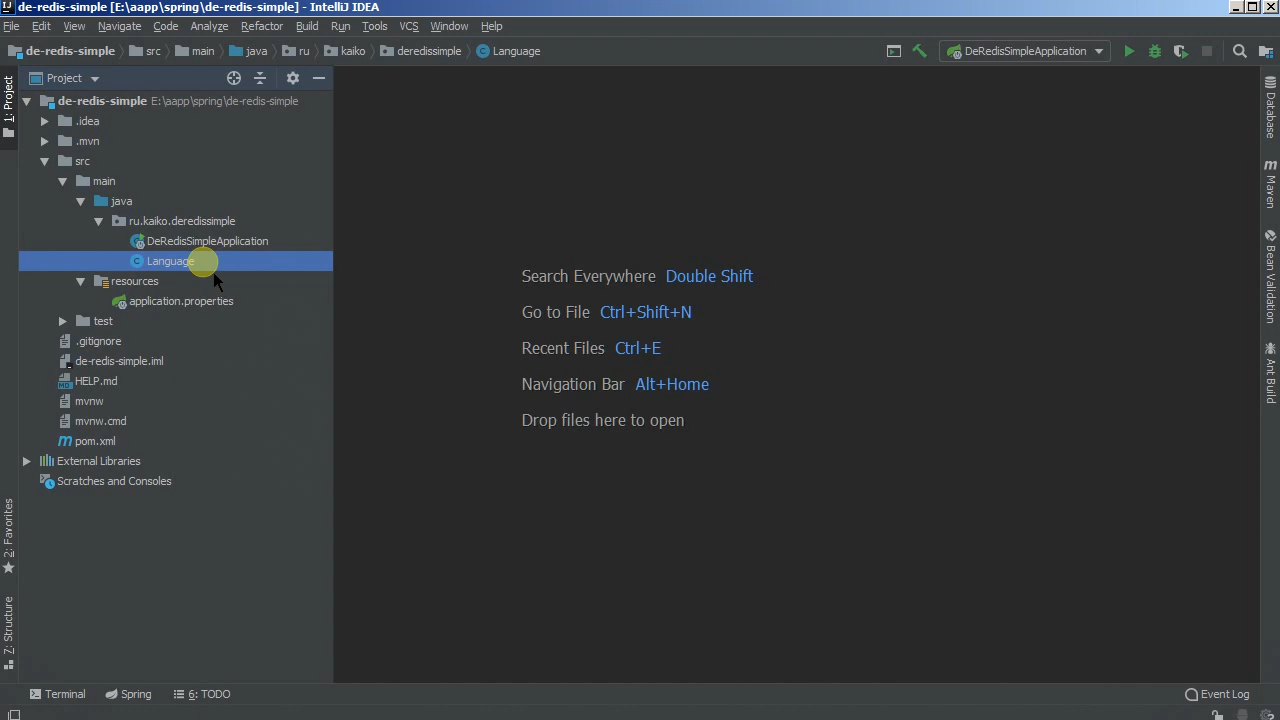 de-redis-simple [E:\aapp\spring\de-redis-simple] - IntelliJ IDEA
File Edit View Navigate Code Analyze Refactor Build Run Tools VCS Window Help
de-redis-simple src main java ru kaiko deredissimple Language DeRedisSimpleApplication
1: Project
Project
de-redis-simple E:\aapp\spring\de-redis-simple
.idea
.mvn
src
main
java
ru.kaiko.deredissimple
DeRedisSimpleApplication
Language
resources
application.properties
test
.gitignore
de-redis-simple.iml
HELP.md
mvnw
mvnw.cmd
pom.xml
External Libraries
Scratches and Consoles
Search Everywhere Double Shift
Go to File Ctrl+Shift+N
Recent Files Ctrl+E
Navigation Bar Alt+Home
Drop files here to open
Database
Maven
Bean Validation
Ant Build
2: Favorites
7: Structure
Terminal Spring 6: TODO Event Log